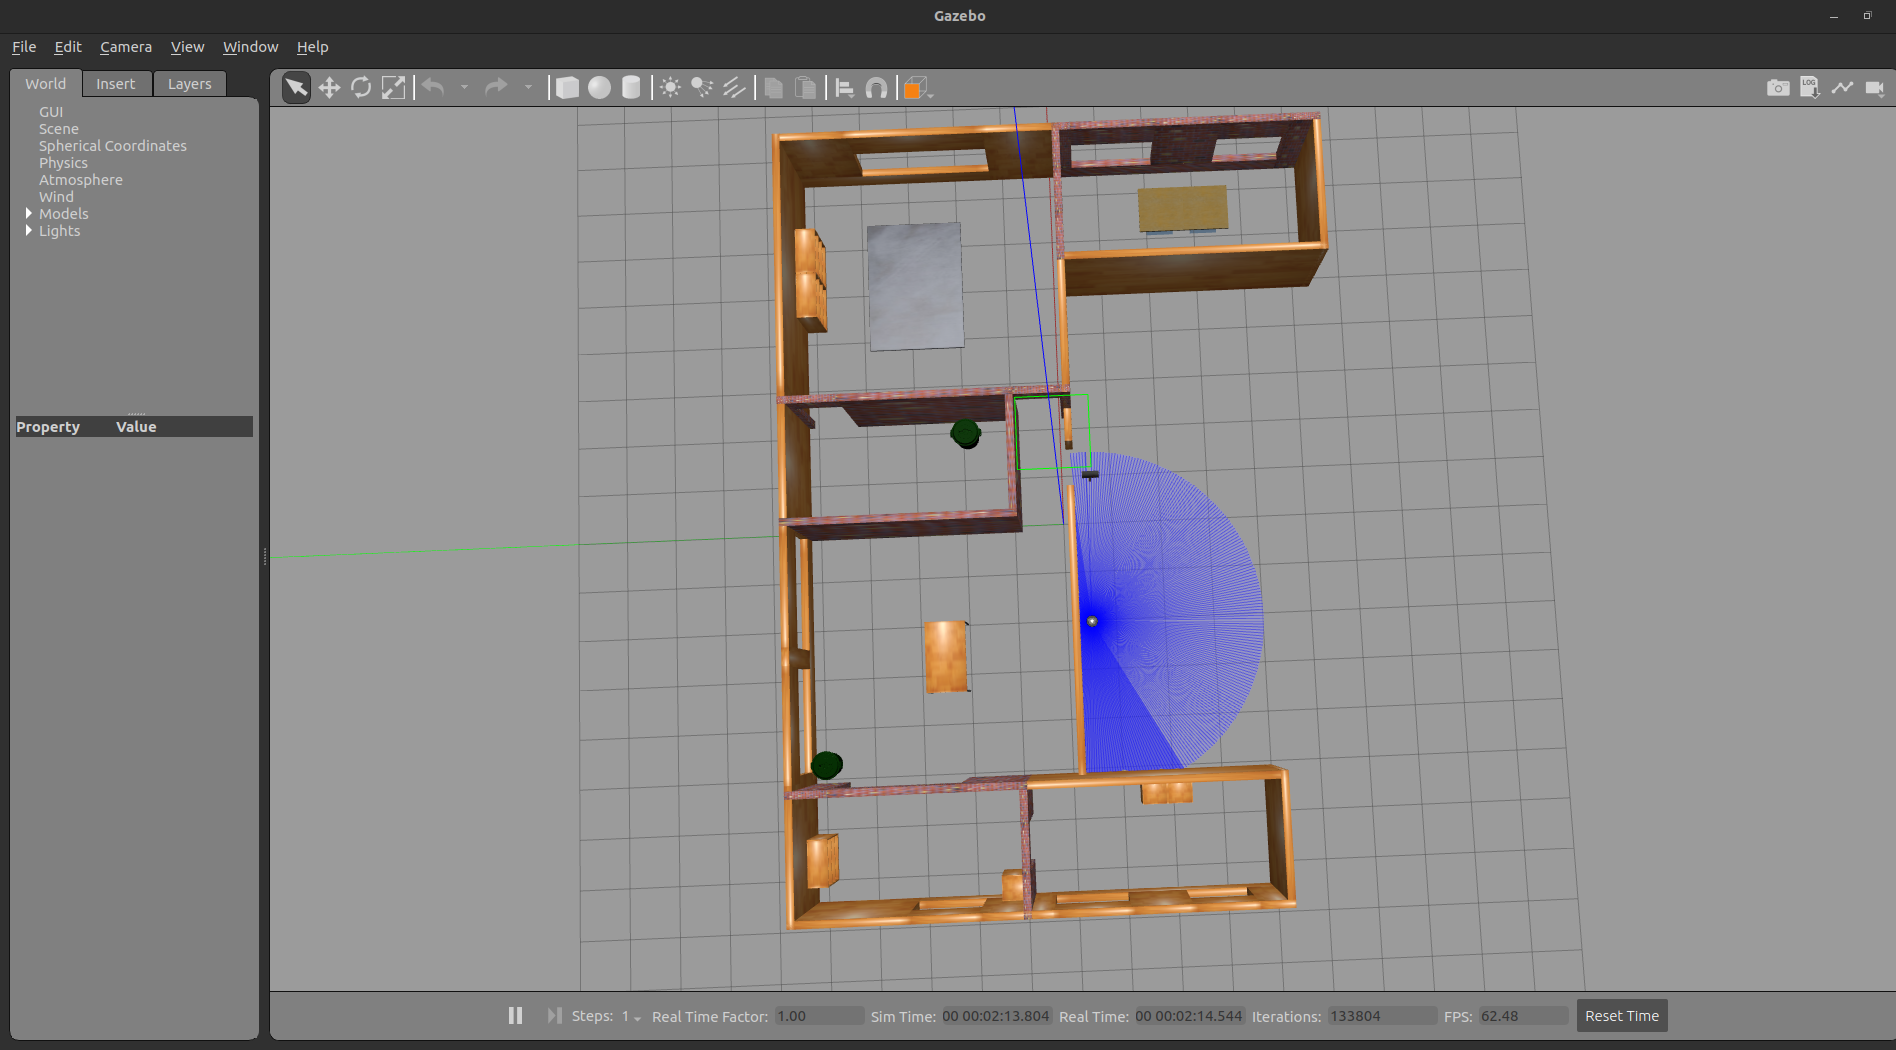 Gazebo
File Edit Camera View Window Help
World Insert Layers
GUI
Scene
Spherical Coordinates
Physics
Atmosphere
Wind
Models
Lights
Property Value
LOG
Steps: 1 Real Time Factor: 1.00 Sim Time: 00 00:02:13.804 Real Time: 00 00:02:14.544 Iterations: 133804 FPS: 62.48 Reset Time